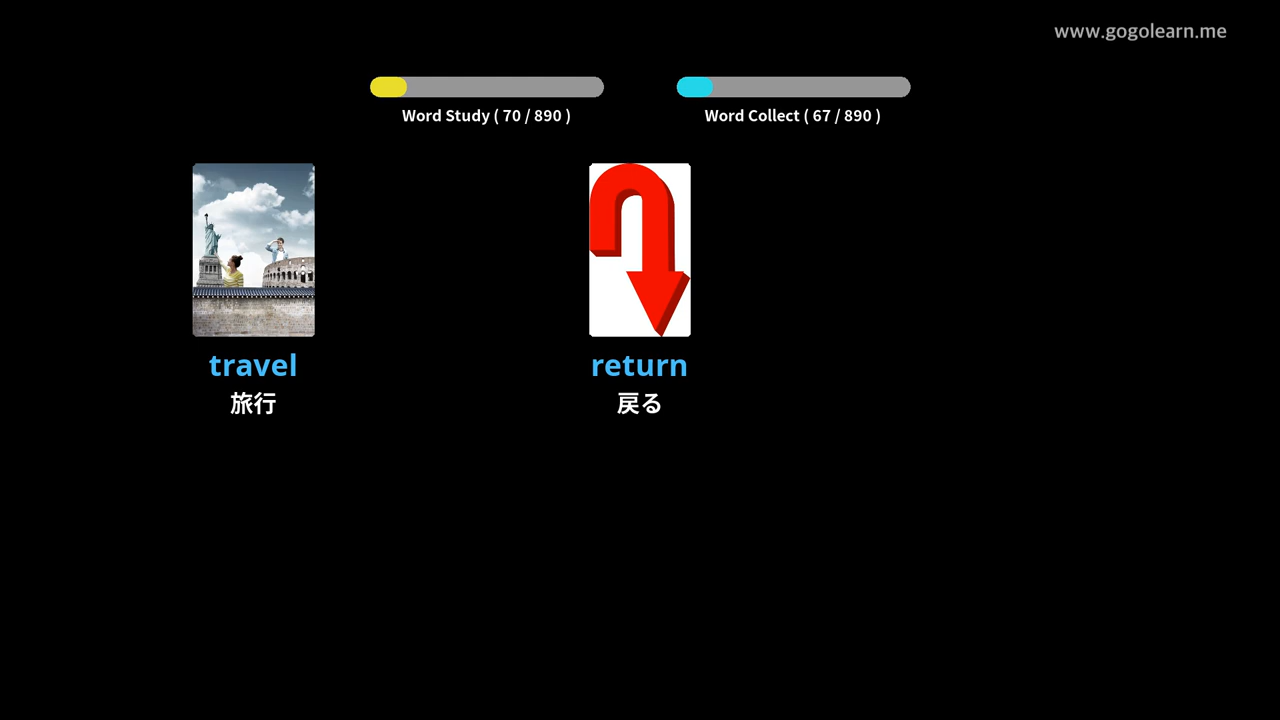 www.gogolearn.me
Word Study ( 70 / 890 )
Word Collect ( 67 / 890 )
travel
旅行
return
戻る